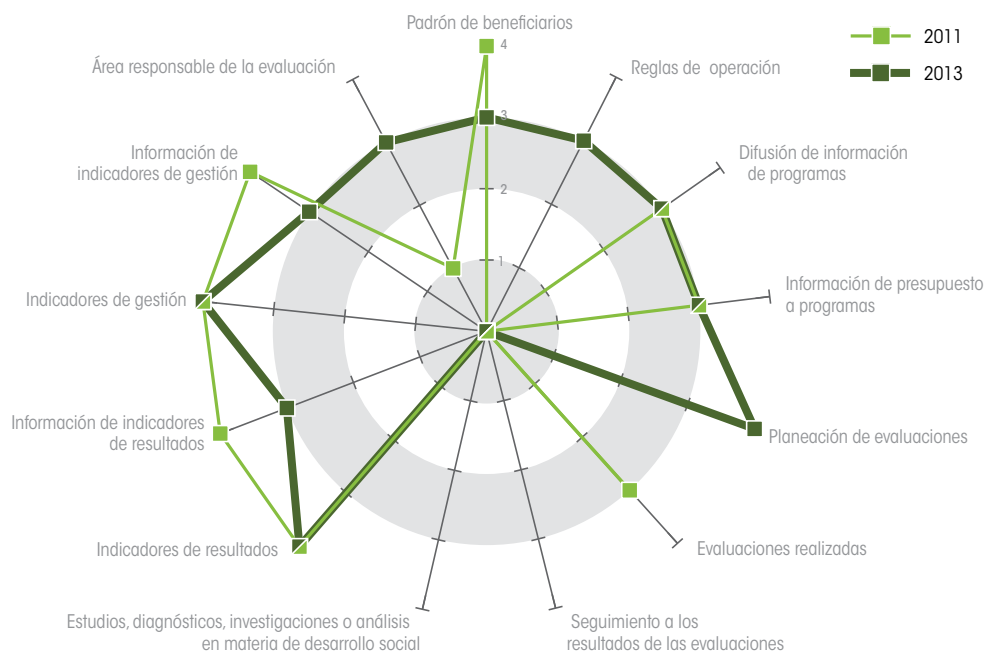 Padrón de beneficiarios
4
3
2
1
2011
2013
Reglas de operación
Difusión de información
de programas
Información de presupuesto
a programas
Planeación de evaluaciones
Evaluaciones realizadas
Seguimiento a los
resultados de las evaluaciones
Estudios, diagnósticos, investigaciones o análisis
en materia de desarrollo social
Indicadores de resultados
Información de indicadores
de resultados
Indicadores de gestión
Información de
indicadores de gestión
Área responsable de la evaluación